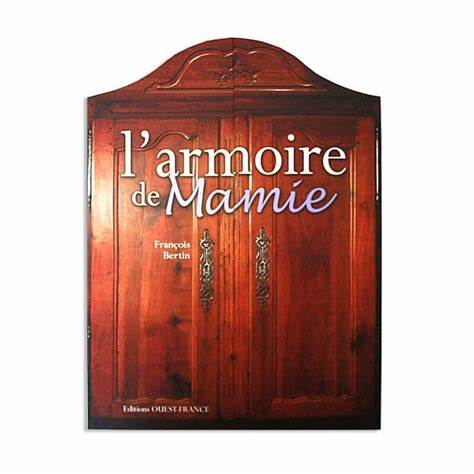 l'armoire
de Mamie
François
Bertin
Editions OUEST-FRANCE